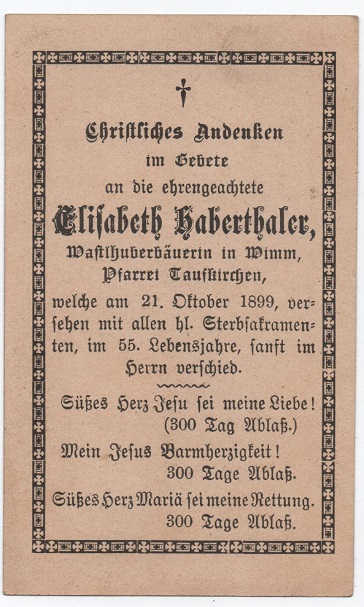 Christliches Andenken
im Gebete
an die ehrengeachtete
Elisabeth Haberthaler,
Wastlhuberbäuerin in Wimm,
Pfarrei Taufkirchen,
welche am 21. Oktober 1899, ver-
sehen mit allen hl. Sterbsakramen-
ten, im 55. Lebensjahre, sanft im
Herrn verschied.
Süßes Herz Jesu sei meine Liebe!
(300 Tag Ablaß.)
Mein Jesus Barmherzigkeit!
300 Tage Ablaß.
Süßes Herz Mariä sei meine Rettung.
300 Tage Ablaß.